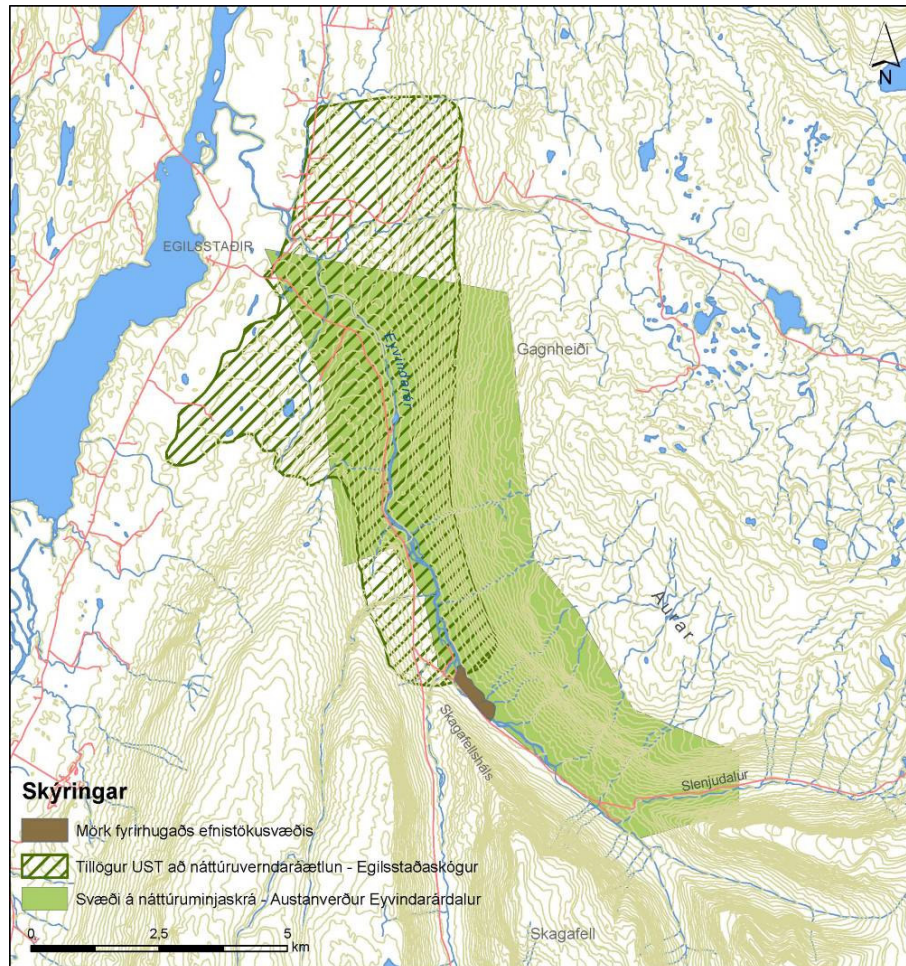 N
EGILSSTAÐIR
Eyvindará
Gagnheiði
Aurar
Skagafellsháls
Slenjudalur
Skýringar
Mörk fyrirhugaðs efnistökusvæðis
Tillögur UST að náttúruverndaráætlun - Egilsstaðaskógur
Svæði á náttúruminjaskrá - Austanverður Eyvindarárdalur
0 2,5 5
km
Skagafell